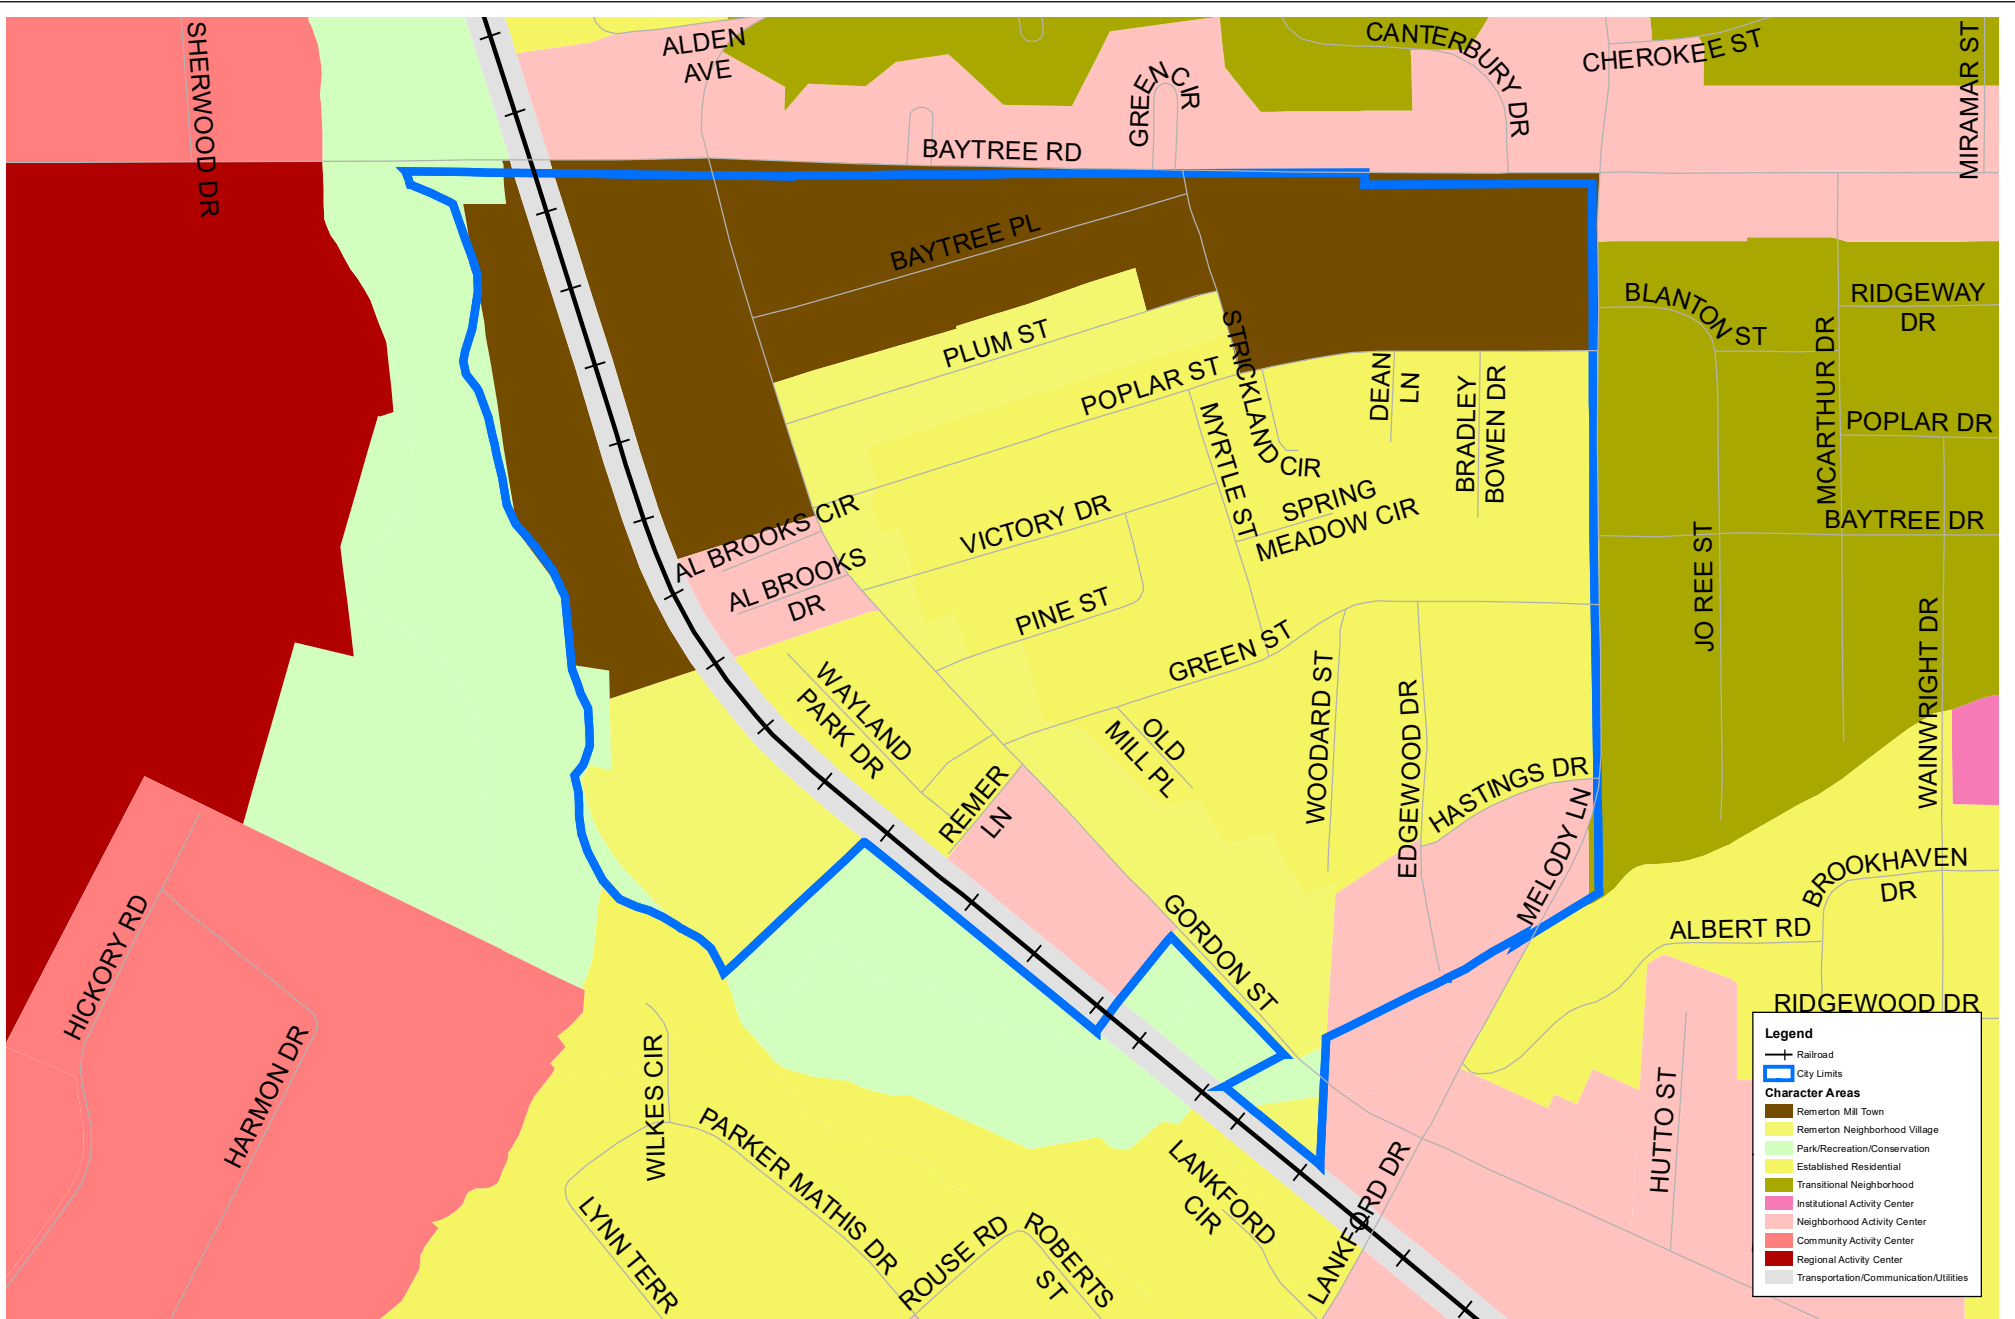 SHERWOOD DR
ALDEN
AVE
GREEN CIR
CANTERBURY DR
CHEROKEE ST
MIRAMAR ST
BAYTREE RD
BAYTREE PL
PLUM ST
STRICKLAND
CIR
POPLAR ST
DEAN
LN
BRADLEY
BOWEN DR
BLANTON ST
MCARTHUR DR
RIDGEWAY
DR
POPLAR DR
BAYTREE DR
MYRTLE ST
SPRING
MEADOW CIR
AL BROOKS CIR
AL BROOKS
DR
VICTORY DR
PINE ST
GREEN ST
JO REE ST
WAINWRIGHT DR
WAYLAND
PARK DR
OLD
MILL PL
WOODARD ST
EDGEWOOD DR
HASTINGS DR
MELODY LN
REMER
LN
GORDON ST
BROOKHAVEN
DR
ALBERT RD
RIDGEWOOD DR
HICKORY RD
HARMON DR
WILKES CIR
PARKER MATHIS DR
LYNN TERR
ROUSE RD
ROBERTS
ST
LANKFORD
CIR
LANKFORD DR
HUTTO ST
Legend
Railroad
City Limits
Character Areas
Remerton Mill Town
Remerton Neighborhood Village
Park/Recreation/Conservation
Established Residential
Transitional Neighborhood
Institutional Activity Center
Neighborhood Activity Center
Community Activity Center
Regional Activity Center
Transportation/Communication/Utilities